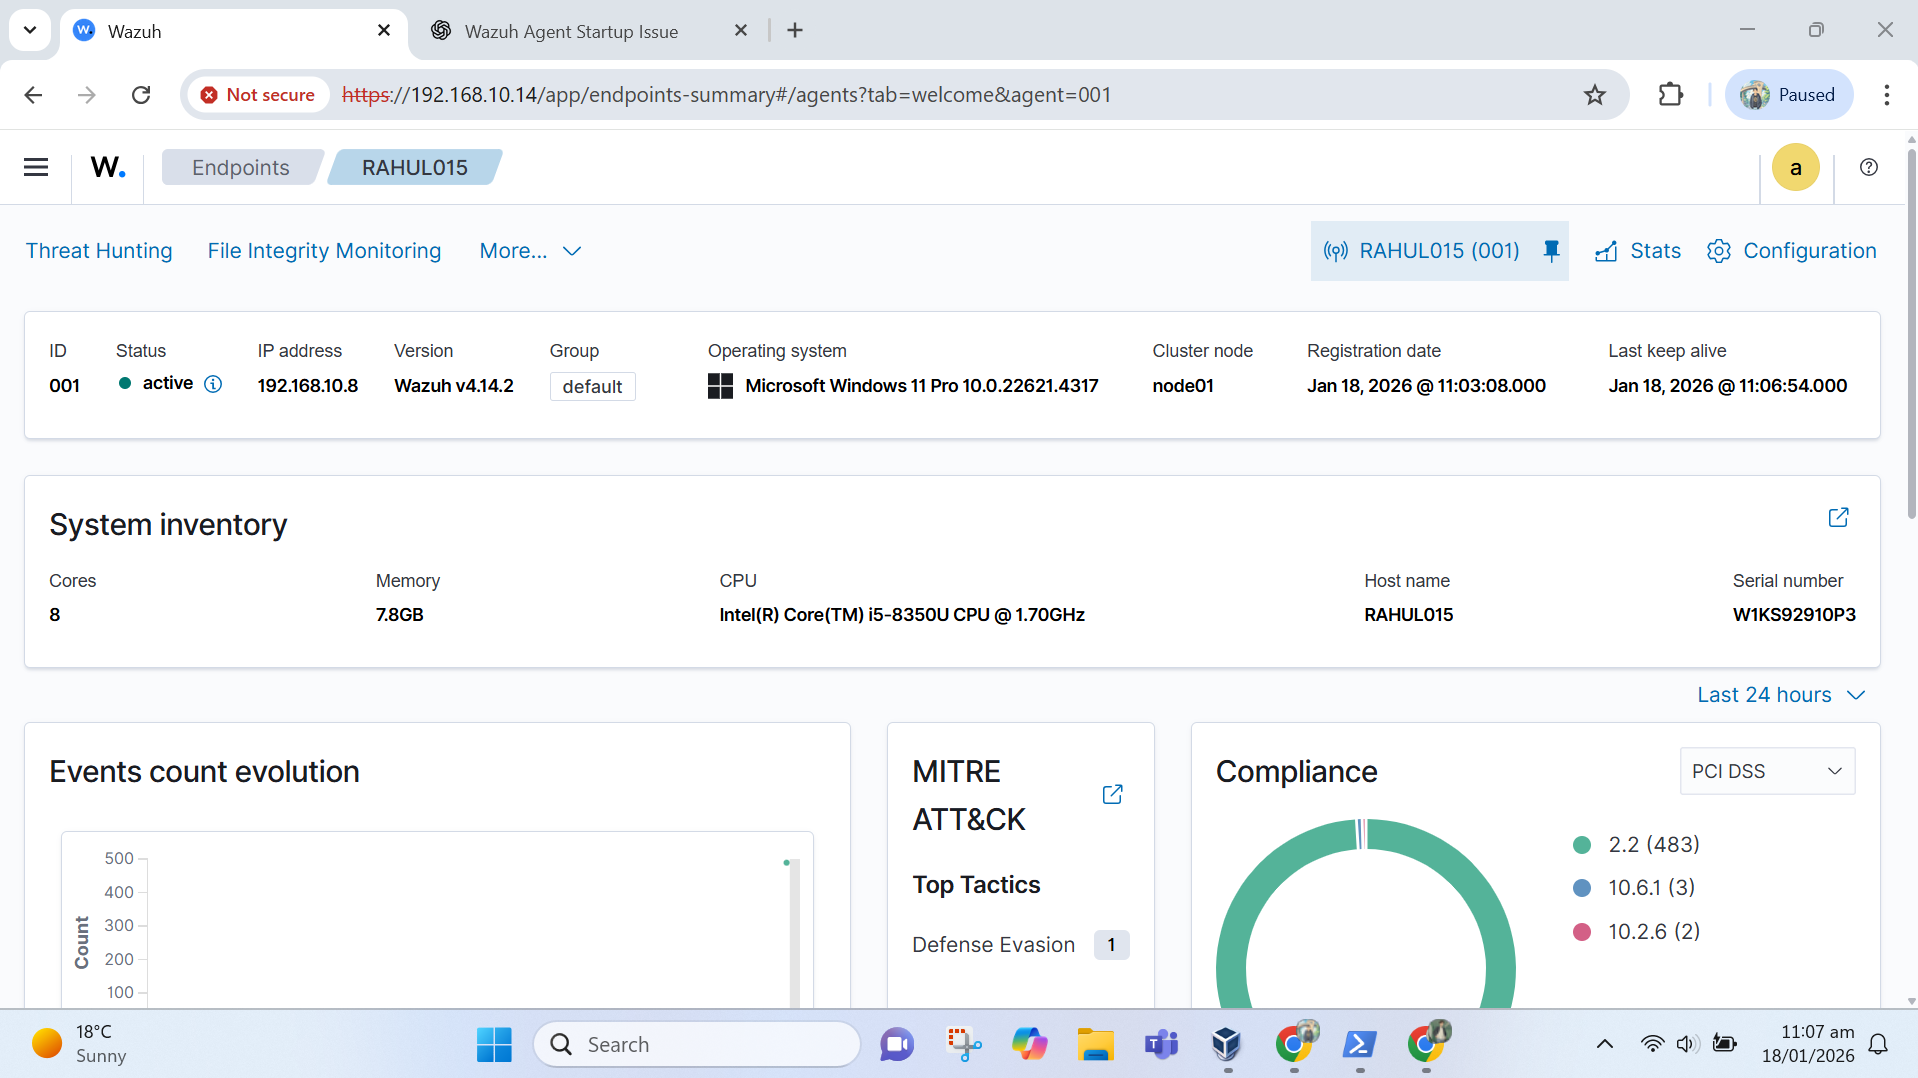 Wazuh
Wazuh Agent Startup Issue
Not secure https://192.168.10.14/app/endpoints-summary#/agents?tab=welcome&agent=001
Paused
W. Endpoints RAHUL015
a
Threat Hunting File Integrity Monitoring More...
RAHUL015 (001) Stats Configuration
ID Status IP address Version Group Operating system Cluster node Registration date Last keep alive
001 active 192.168.10.8 Wazuh v4.14.2 default Microsoft Windows 11 Pro 10.0.22621.4317 node01 Jan 18, 2026 @ 11:03:08.000 Jan 18, 2026 @ 11:06:54.000
System inventory
Cores Memory CPU Host name Serial number
8 7.8GB Intel(R) Core(TM) i5-8350U CPU @ 1.70GHz RAHUL015 W1KS92910P3
Last 24 hours
Events count evolution
500
400
300
200
100
Count
MITRE
ATT&CK
Top Tactics
Defense Evasion 1
Compliance
PCI DSS
2.2 (483)
10.6.1 (3)
10.2.6 (2)
18°C
Sunny
Search
11:07 am
18/01/2026